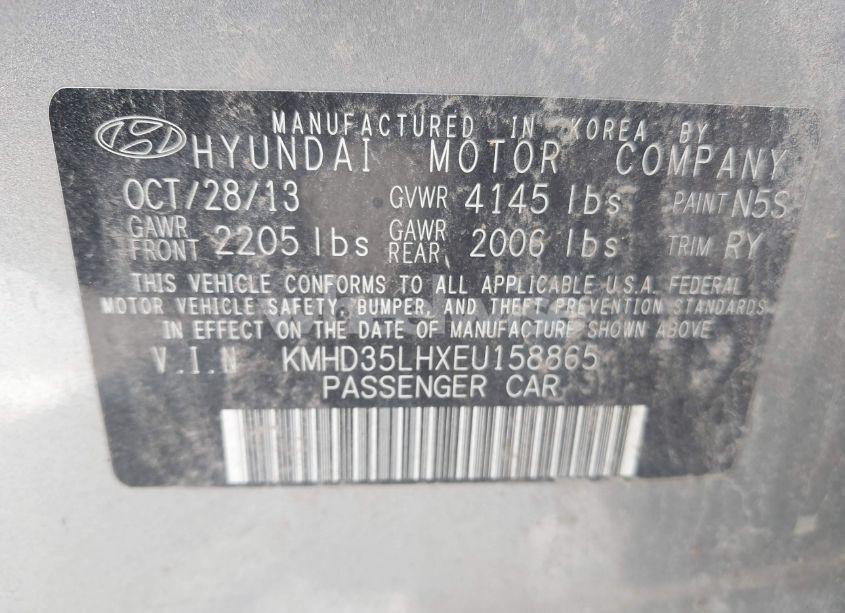 MANUFACTURED IN KOREA BY
HYUNDAI MOTOR COMPANY
OCT/28/13 GVWR 4145 lbs PAINT N5S
GAWR FRONT 2205 lbs GAWR REAR 2006 lbs TRIM RY
THIS VEHICLE CONFORMS TO ALL APPLICABLE U.S.A. FEDERAL
MOTOR VEHICLE SAFETY, BUMPER, AND THEFT PREVENTION STANDARDS
IN EFFECT ON THE DATE OF MANUFACTURE SHOWN ABOVE
V.I.N KMHD35LHXEU158865
PASSENGER CAR